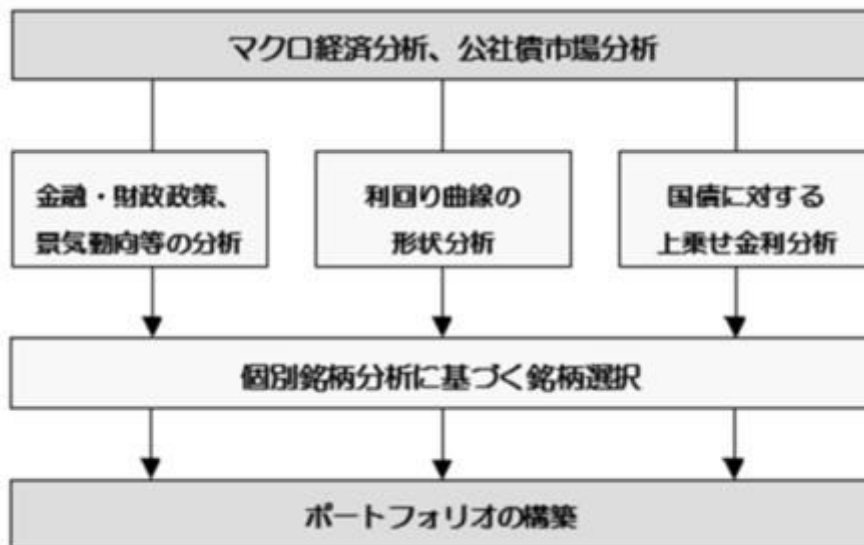 マクロ経済分析、公社債市場分析
金融・財政政策、
景気動向等の分析
利回り曲線の
形状分析
国債に対する
上乗せ金利分析
個別銘柄分析に基づく銘柄選択
ポートフォリオの構築